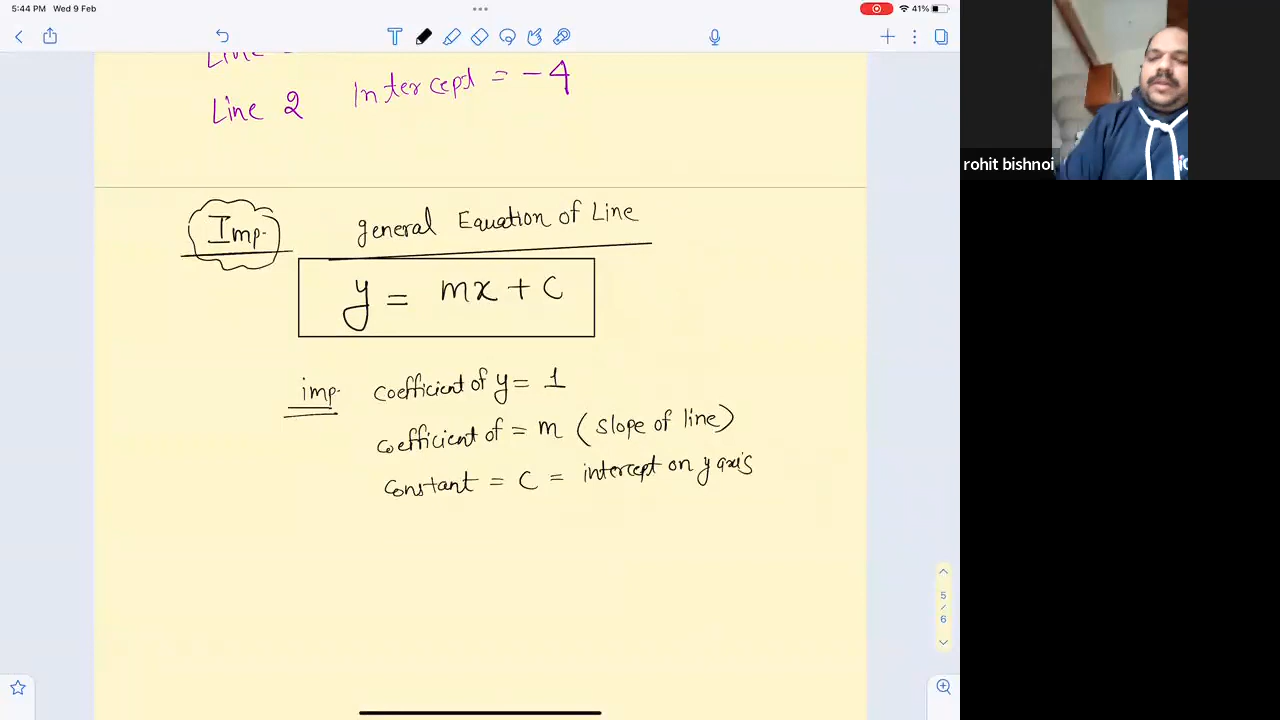 5:44 PM Wed 9 Feb
41%
Line
Line 2 Intercept = -4
Imp. general Equation of Line
y = mx + c
imp. coefficient of y = 1
coefficient of = m (slope of line)
constant = c = intercept on y axis
rohit bishnoi
5
/
6